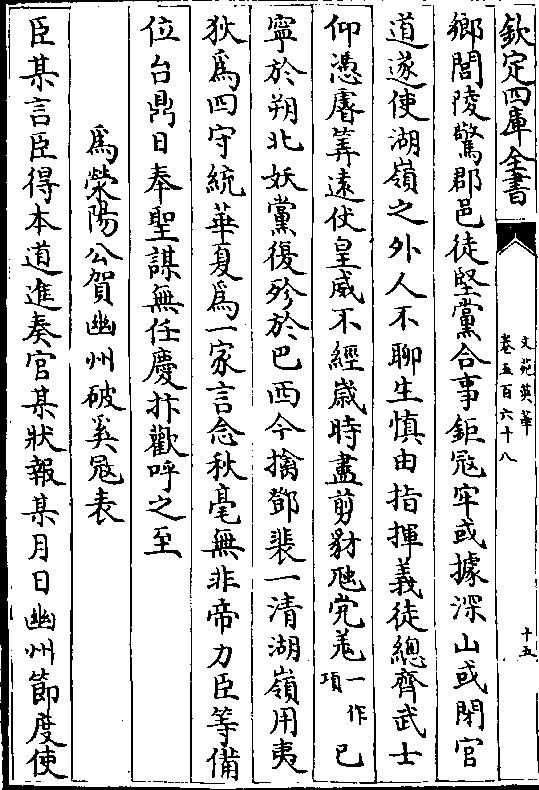 欽定四庫全書
文苑英華
卷五百六十八
十五
鄉閭陵驚郡邑徒堅黨合事鉅冦牢或據深山或閉官
道遂使湖嶺之外人不聊生慎由指揮義徒總齊武士
仰憑睿筭遠伏皇威不經歲時盡剪豺虺完羗一作項已
寧於朔北妖黨復殄於巴西今擒鄧裴一清湖嶺用夷
狄爲四守統華夏爲一家言念秋毫無非帝力臣等備
位台鼎日奉聖謀無任慶抃歡呼之至
爲滎陽公賀幽州破奚冦表
臣某言臣得本道進奏官某狀報某月日幽州節度使